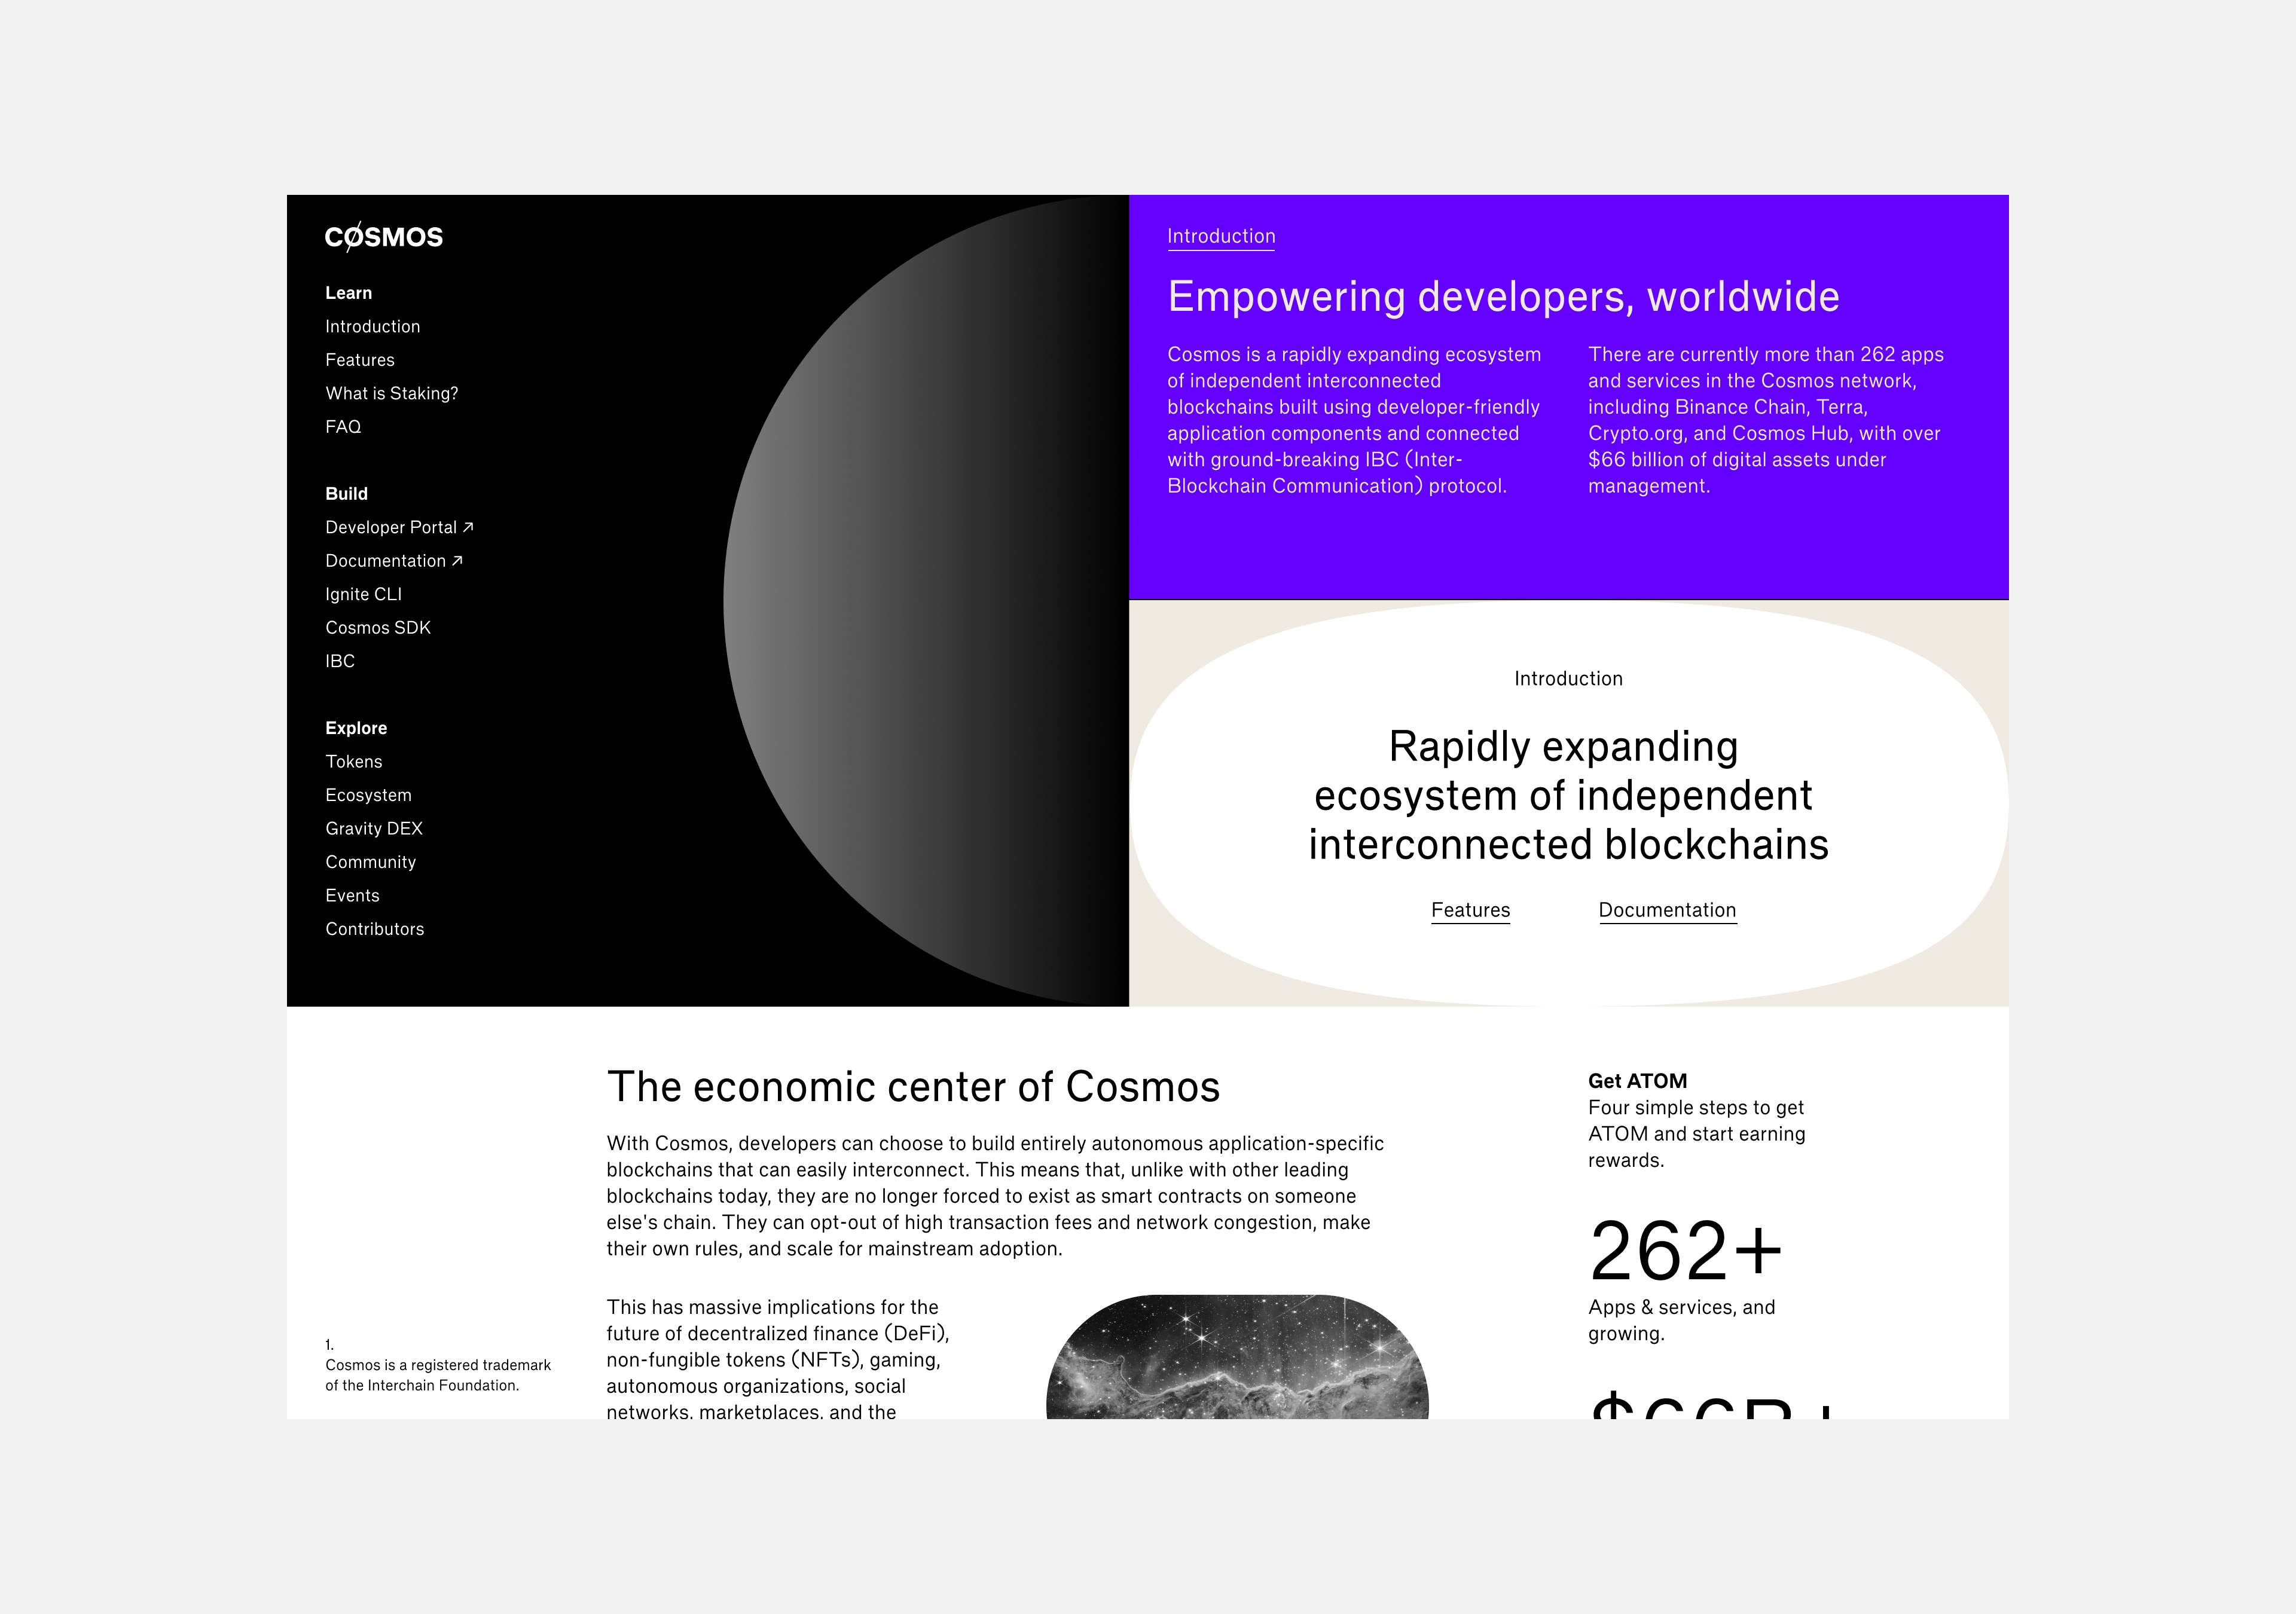 COSMOS
Learn
Introduction
Features
What is Staking?
FAQ
Build
Developer Portal ↗
Documentation ↗
Ignite CLI
Cosmos SDK
IBC
Explore
Tokens
Ecosystem
Gravity DEX
Community
Events
Contributors
Introduction
Empowering developers, worldwide
Cosmos is a rapidly expanding ecosystem
of independent interconnected
blockchains built using developer-friendly
application components and connected
with ground-breaking IBC (Inter-
Blockchain Communication) protocol.
There are currently more than 262 apps
and services in the Cosmos network,
including Binance Chain, Terra,
Crypto.org, and Cosmos Hub, with over
$66 billion of digital assets under
management.
Introduction
Rapidly expanding
ecosystem of independent
interconnected blockchains
Features
Documentation
The economic center of Cosmos
With Cosmos, developers can choose to build entirely autonomous application-specific
blockchains that can easily interconnect. This means that, unlike with other leading
blockchains today, they are no longer forced to exist as smart contracts on someone
else's chain. They can opt-out of high transaction fees and network congestion, make
their own rules, and scale for mainstream adoption.
This has massive implications for the
future of decentralized finance (DeFi),
non-fungible tokens (NFTs), gaming,
autonomous organizations, social
networks, marketplaces, and the
1.
Cosmos is a registered trademark
of the Interchain Foundation.
Get ATOM
Four simple steps to get
ATOM and start earning
rewards.
262+
Apps & services, and
growing.